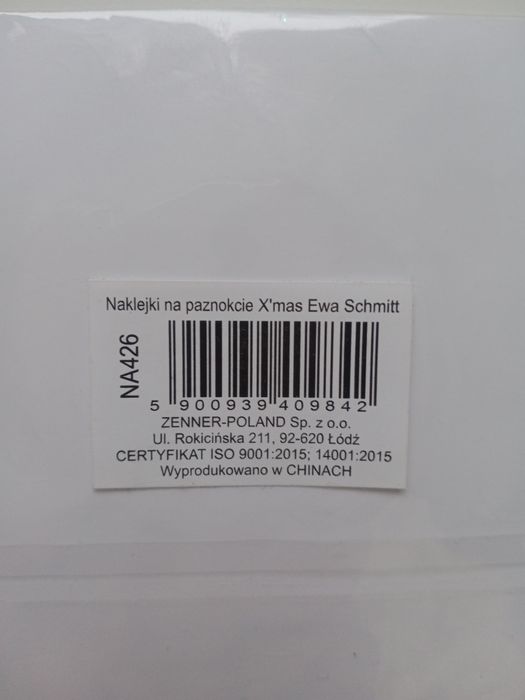 Naklejki na paznokcie X'mas Ewa Schmitt
NA426
5 900939 409842
ZENNER-POLAND Sp. z o.o.
Ul. Rokicińska 211, 92-620 Łódź
CERTYFIKAT ISO 9001:2015; 14001:2015
Wyprodukowano w CHINACH